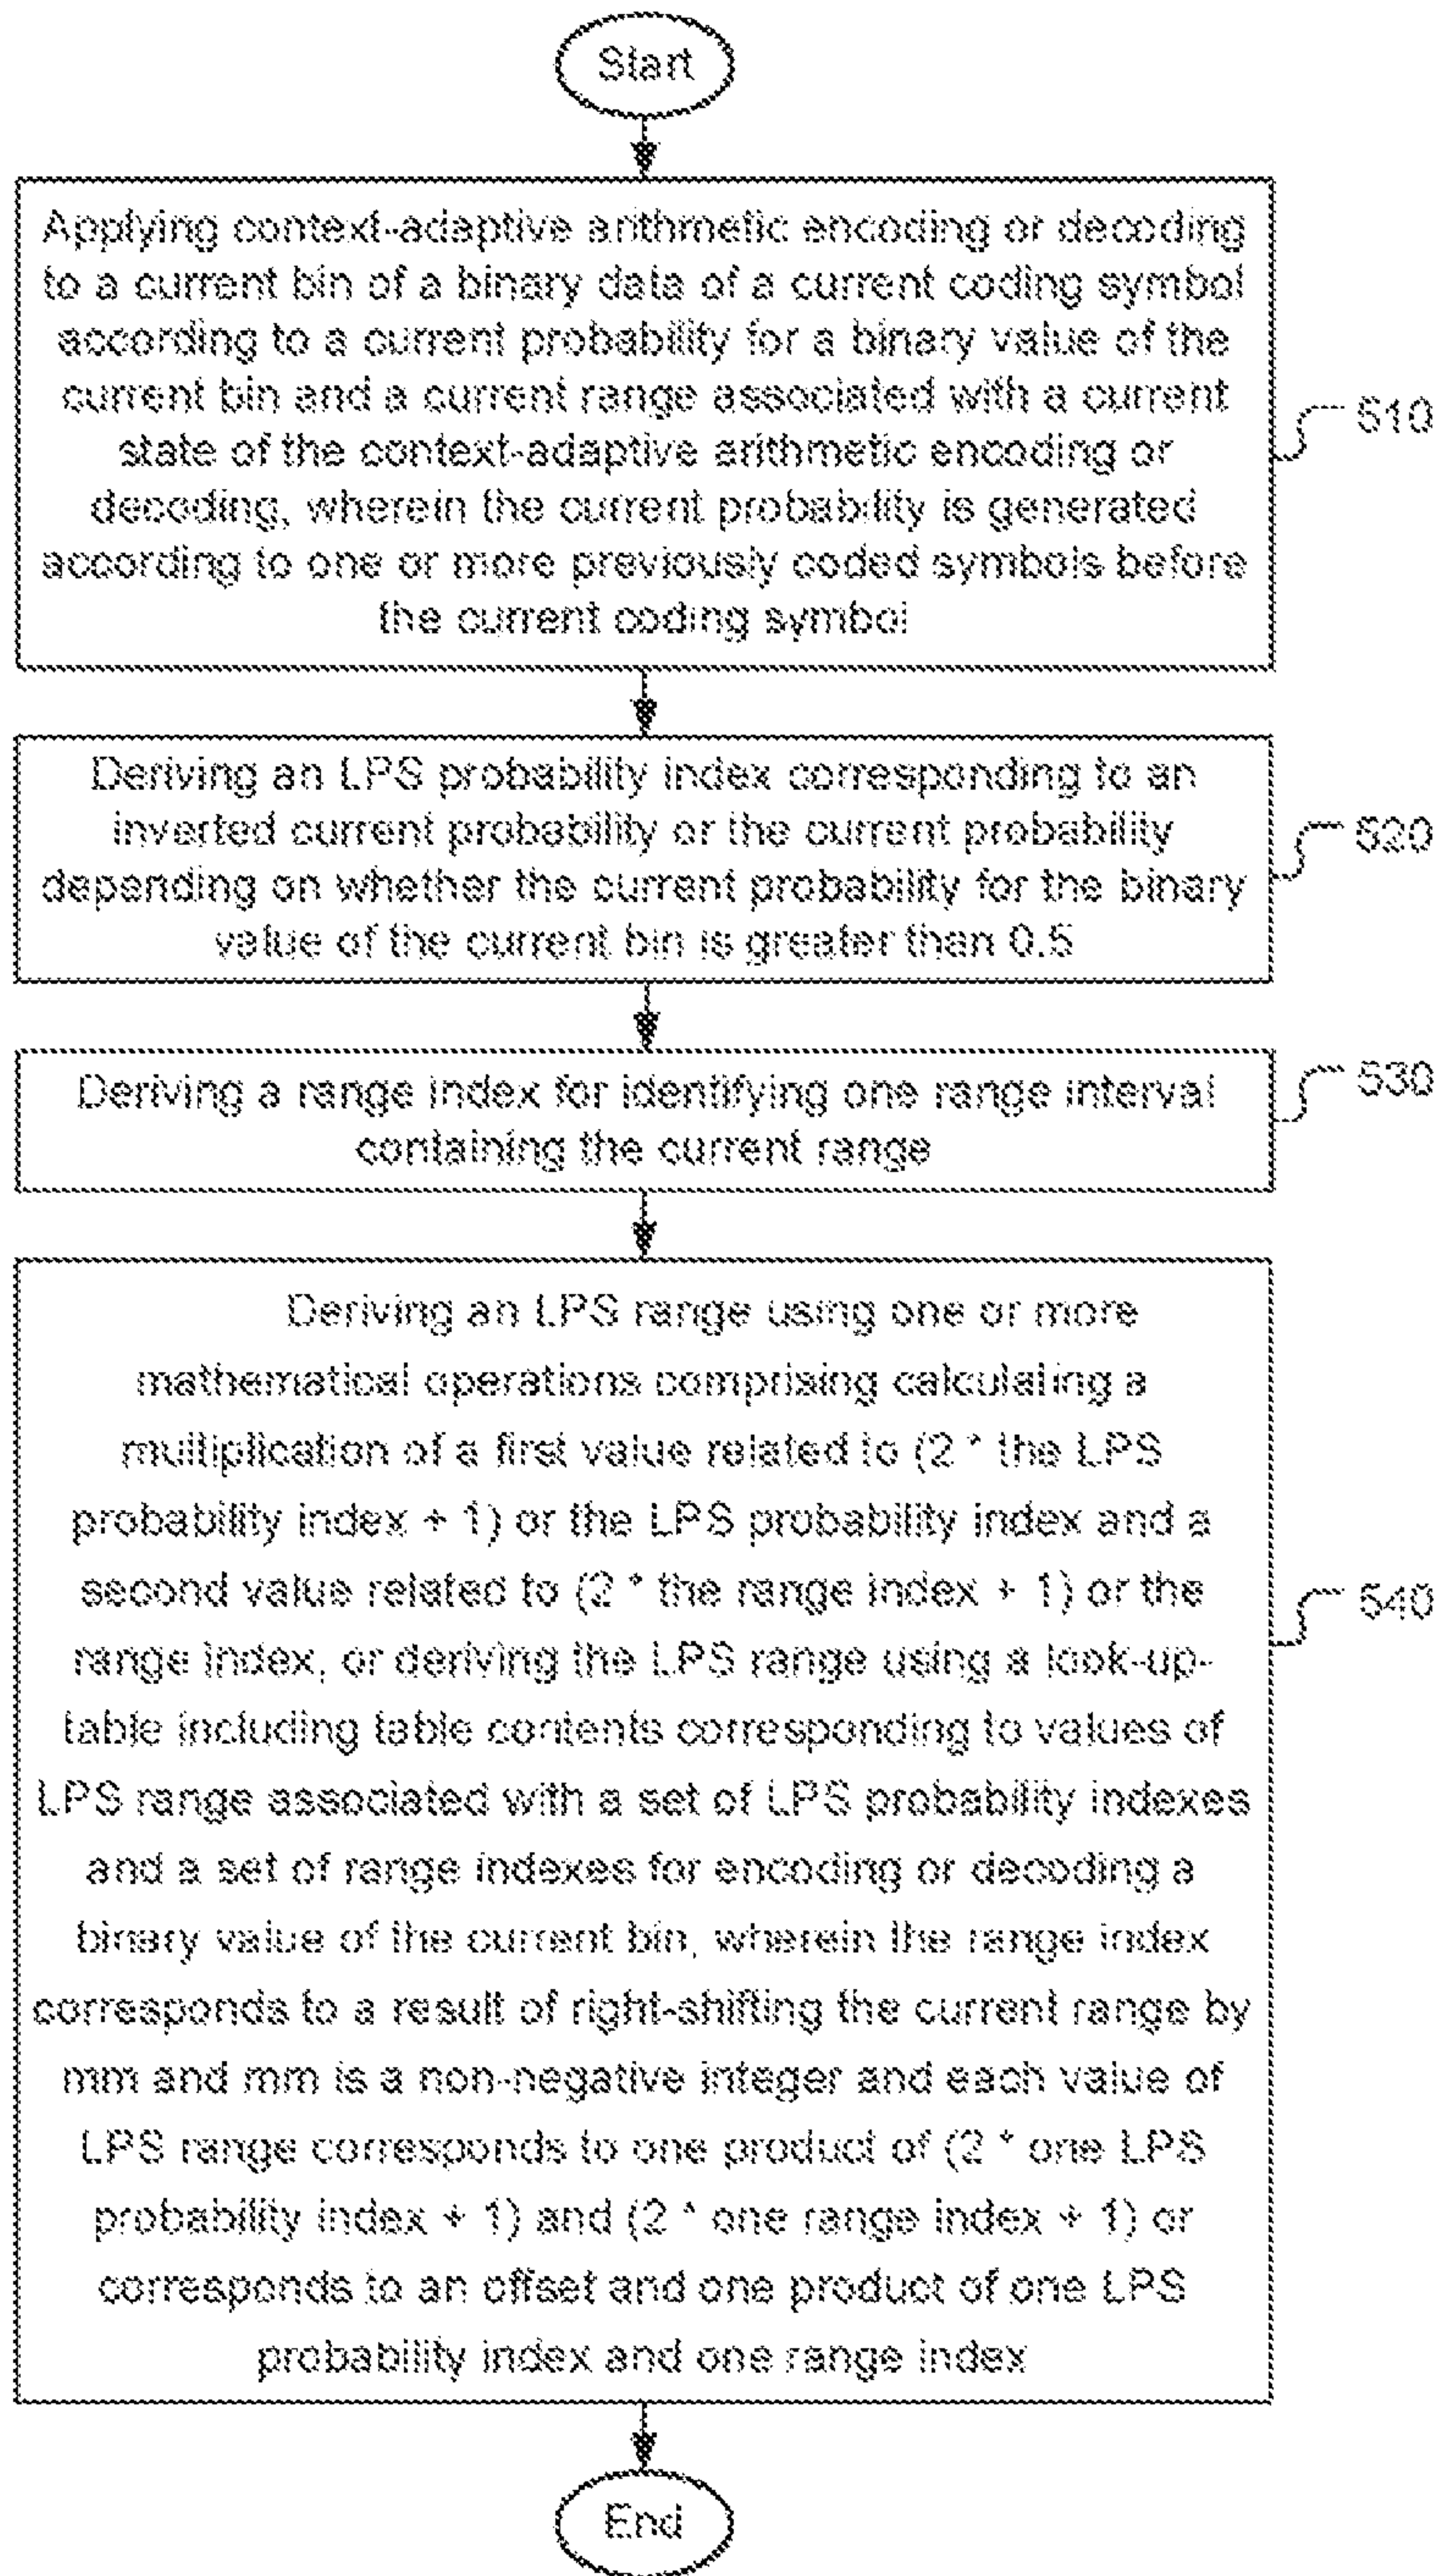 Start
Applying context-adaptive arithmetic encoding or decoding
to a current bin of a binary data of a current coding symbol
according to a current probability for a binary value of the
current bin and a current range associated with a current
state of the context-adaptive arithmetic encoding or
decoding, wherein the current probability is generated
according to one or more previously coded symbols before
the current coding symbol
510
Deriving an LPS probability index corresponding to an
inverted current probability or the current probability
depending on whether the current probability for the binary
value of the current bin is greater than 0.5
520
Deriving a range index for identifying one range interval
containing the current range
530
Deriving an LPS range using one or more
mathematical operations comprising calculating a
multiplication of a first value related to (2 * the LPS
probability index + 1) or the LPS probability index and a
second value related to (2 * the range index + 1) or the
range index, or deriving the LPS range using a look-up-
table including table contents corresponding to values of
LPS range associated with a set of LPS probability indexes
and a set of range indexes for encoding or decoding a
binary value of the current bin, wherein the range index
corresponds to a result of right-shifting the current range by
mm and mm is a non-negative integer and each value of
LPS range corresponds to one product of (2 * one LPS
probability index + 1) and (2 * one range index + 1) or
corresponds to an offset and one product of one LPS
probability index and one range index
540
End